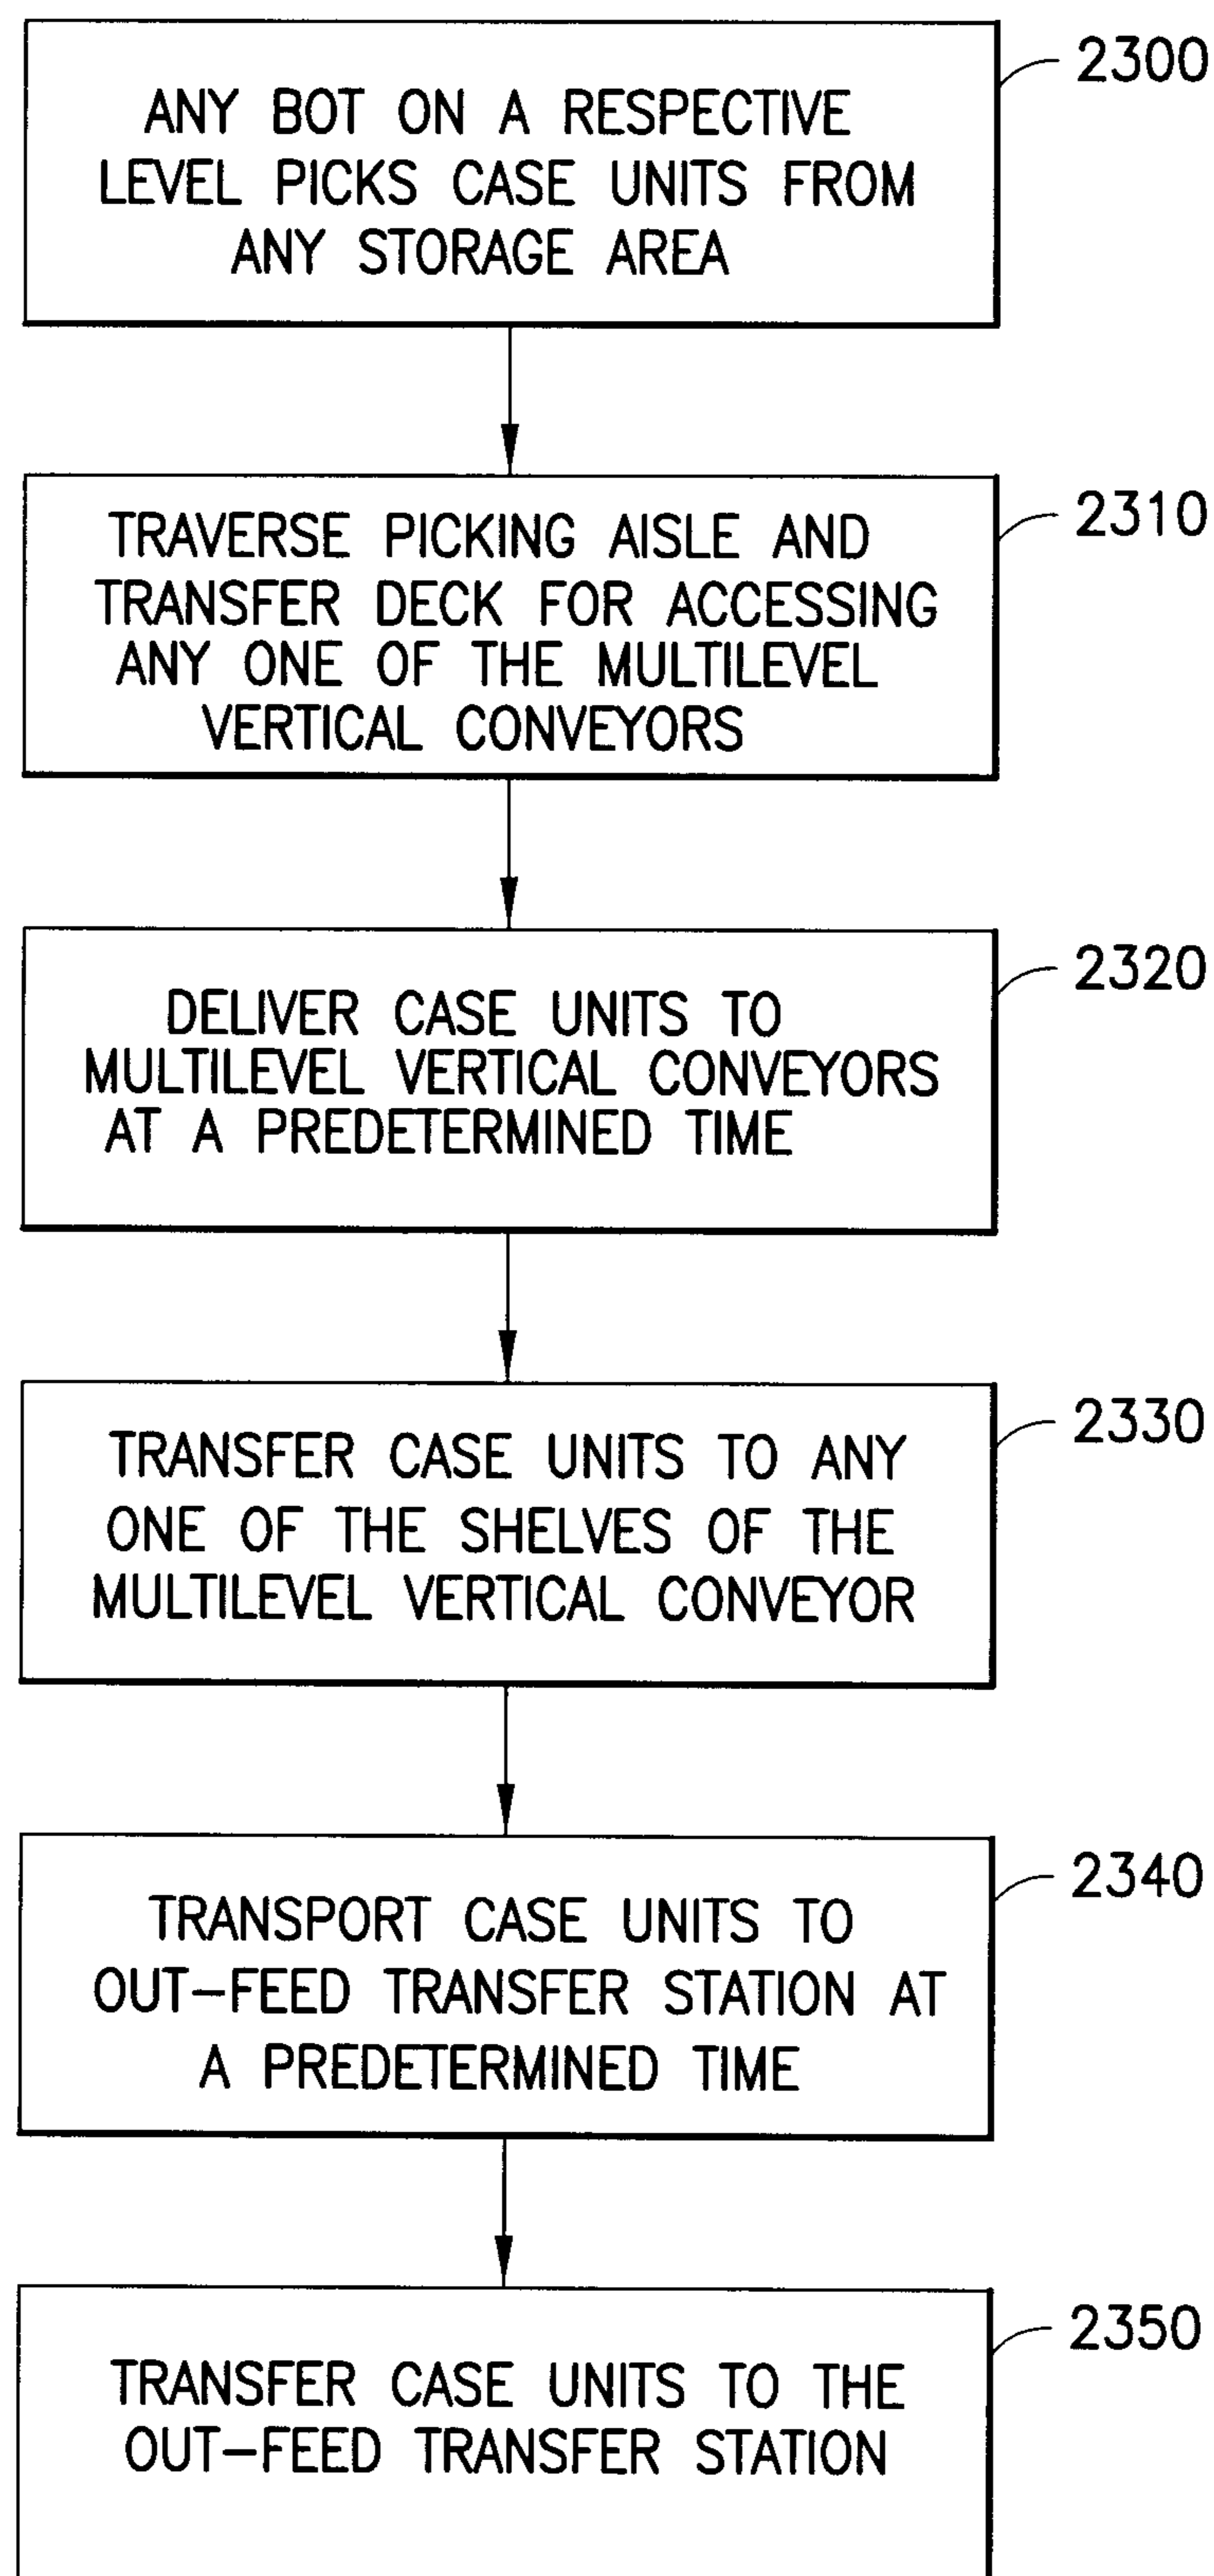 ANY BOT ON A RESPECTIVE
LEVEL PICKS CASE UNITS FROM
ANY STORAGE AREA
2300
TRAVERSE PICKING AISLE AND
TRANSFER DECK FOR ACCESSING
ANY ONE OF THE MULTILEVEL
VERTICAL CONVEYORS
2310
DELIVER CASE UNITS TO
MULTILEVEL VERTICAL CONVEYORS
AT A PREDETERMINED TIME
2320
TRANSFER CASE UNITS TO ANY
ONE OF THE SHELVES OF THE
MULTILEVEL VERTICAL CONVEYOR
2330
TRANSPORT CASE UNITS TO
OUT-FEED TRANSFER STATION AT
A PREDETERMINED TIME
2340
TRANSFER CASE UNITS TO THE
OUT-FEED TRANSFER STATION
2350